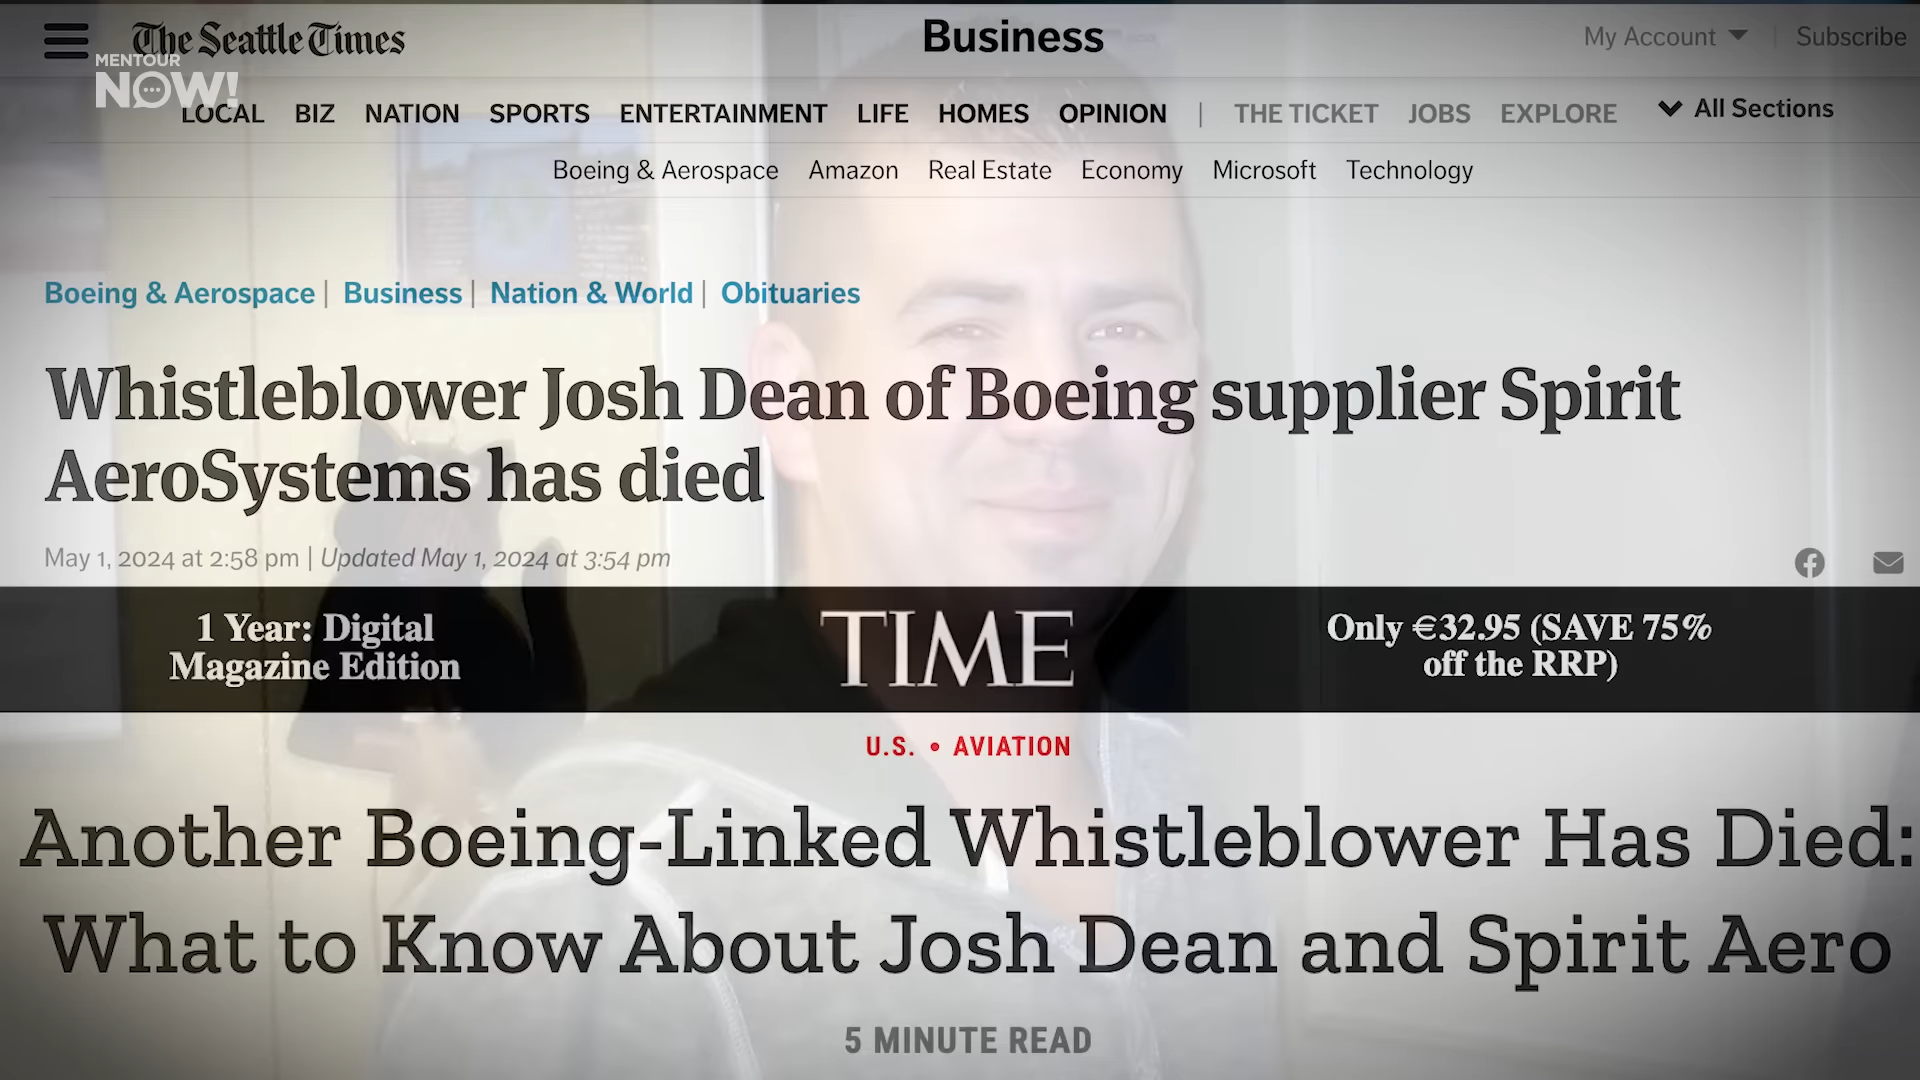 The Seattle Times
Business
My Account
Subscribe
MENTOUR
NOW!
LOCAL BIZ NATION SPORTS ENTERTAINMENT LIFE HOMES OPINION | THE TICKET JOBS EXPLORE All Sections
Boeing & Aerospace Amazon Real Estate Economy Microsoft Technology
Boeing & Aerospace | Business | Nation & World | Obituaries
Whistleblower Josh Dean of Boeing supplier Spirit
AeroSystems has died
May 1, 2024 at 2:58 pm | Updated May 1, 2024 at 3:54 pm
1 Year: Digital
Magazine Edition
TIME
Only €32.95 (SAVE 75%
off the RRP)
U.S. • AVIATION
Another Boeing-Linked Whistleblower Has Died:
What to Know About Josh Dean and Spirit Aero
5 MINUTE READ